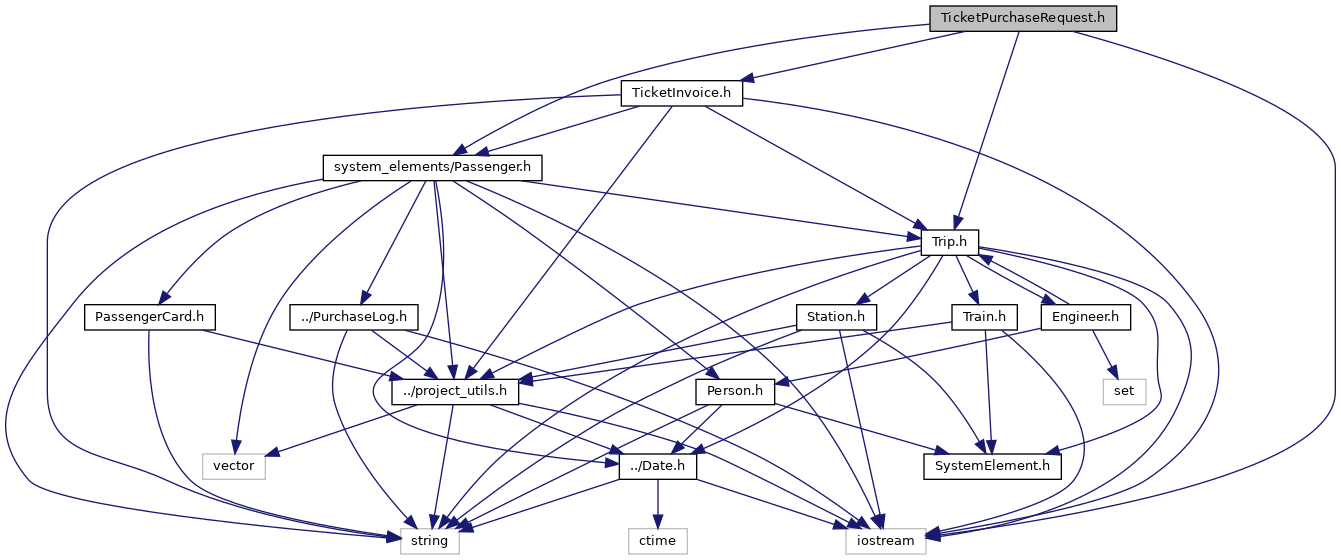 TicketPurchaseRequest.h
TicketInvoice.h
system_elements/Passenger.h
Trip.h
PassengerCard.h
../PurchaseLog.h
Station.h
Train.h
Engineer.h
../project_utils.h
Person.h
set
vector
../Date.h
SystemElement.h
string
ctime
iostream